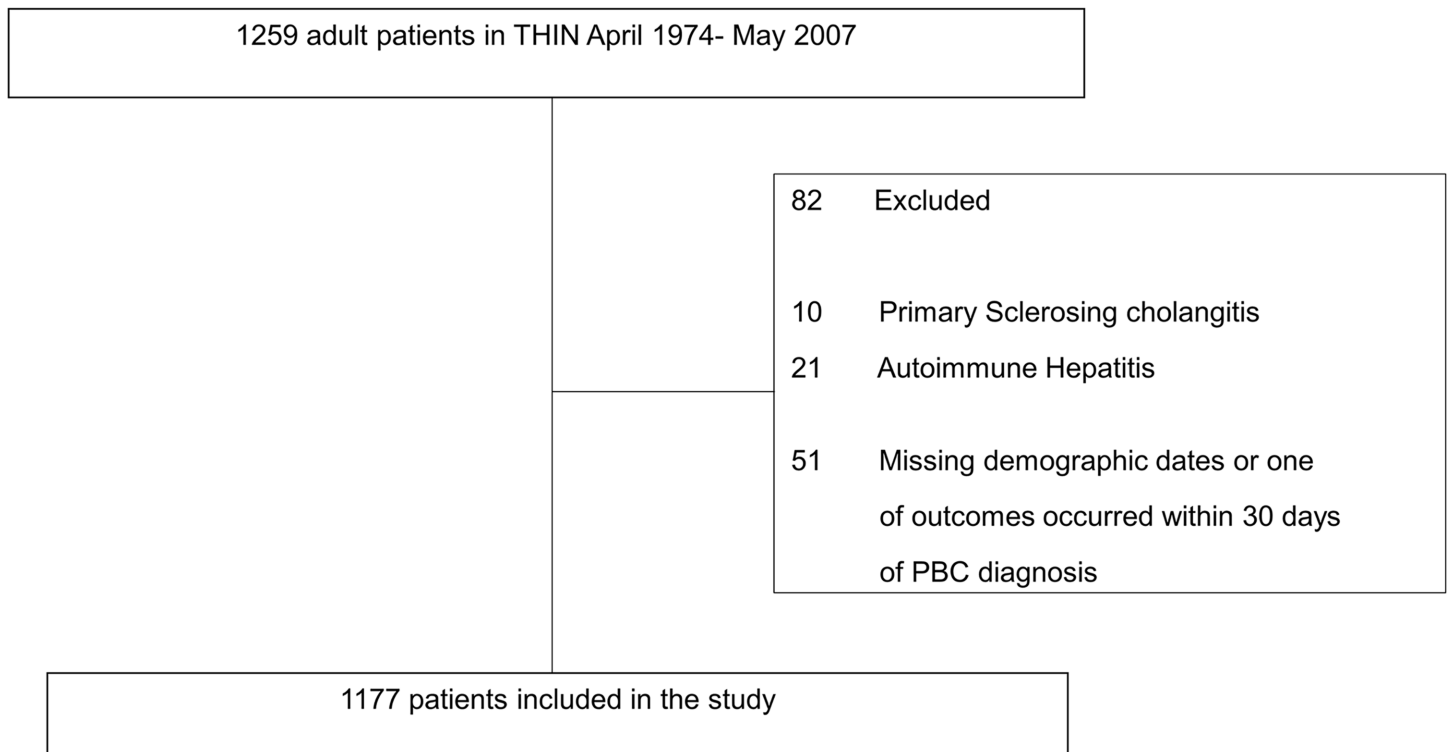 1259 adult patients in THIN April 1974- May 2007
82 Excluded
10 Primary Sclerosing cholangitis
21 Autoimmune Hepatitis
51 Missing demographic dates or one
of outcomes occurred within 30 days
of PBC diagnosis
1177 patients included in the study